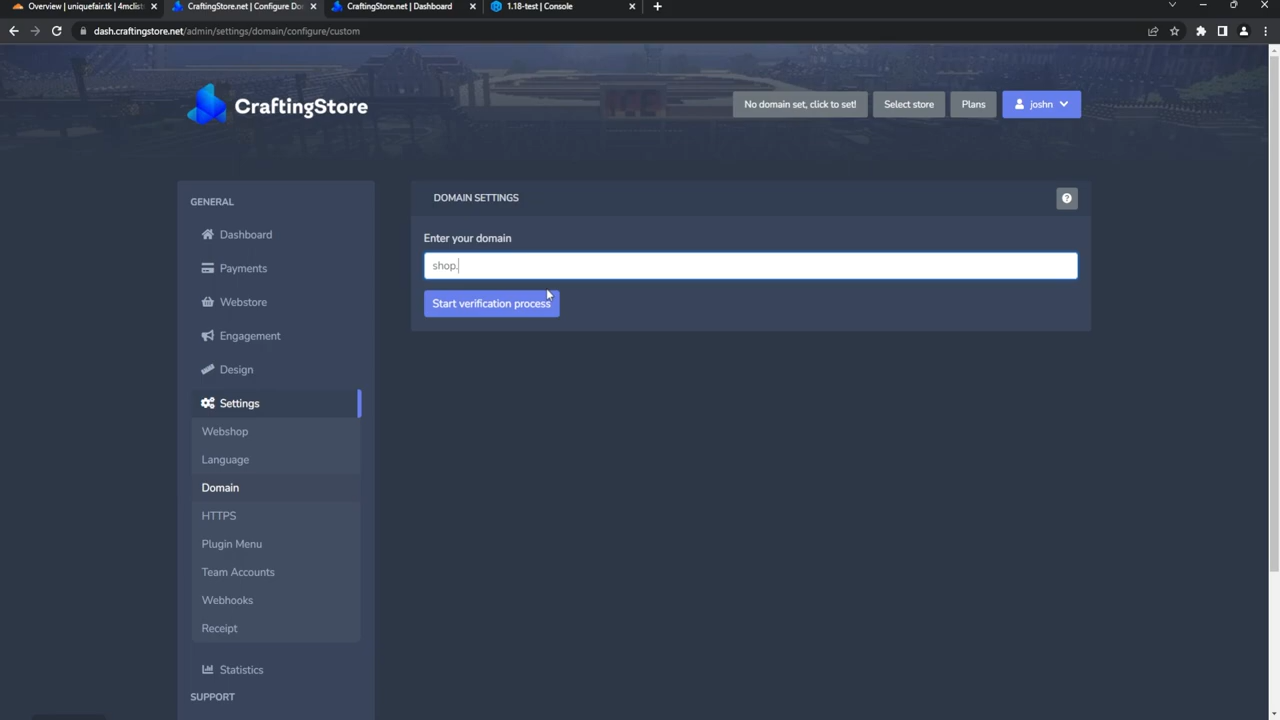 Overview | uniquefair.tk | 4mclist
CraftingStore.net | Configure Do
CraftingStore.net | Dashboard
1.18-test | Console
dash.craftingstore.net/admin/settings/domain/configure/custom
CraftingStore
No domain set, click to set!
Select store
Plans
joshn
GENERAL
Dashboard
Payments
Webstore
Engagement
Design
Settings
Webshop
Language
Domain
HTTPS
Plugin Menu
Team Accounts
Webhooks
Receipt
Statistics
SUPPORT
DOMAIN SETTINGS
Enter your domain
shop.
Start verification process